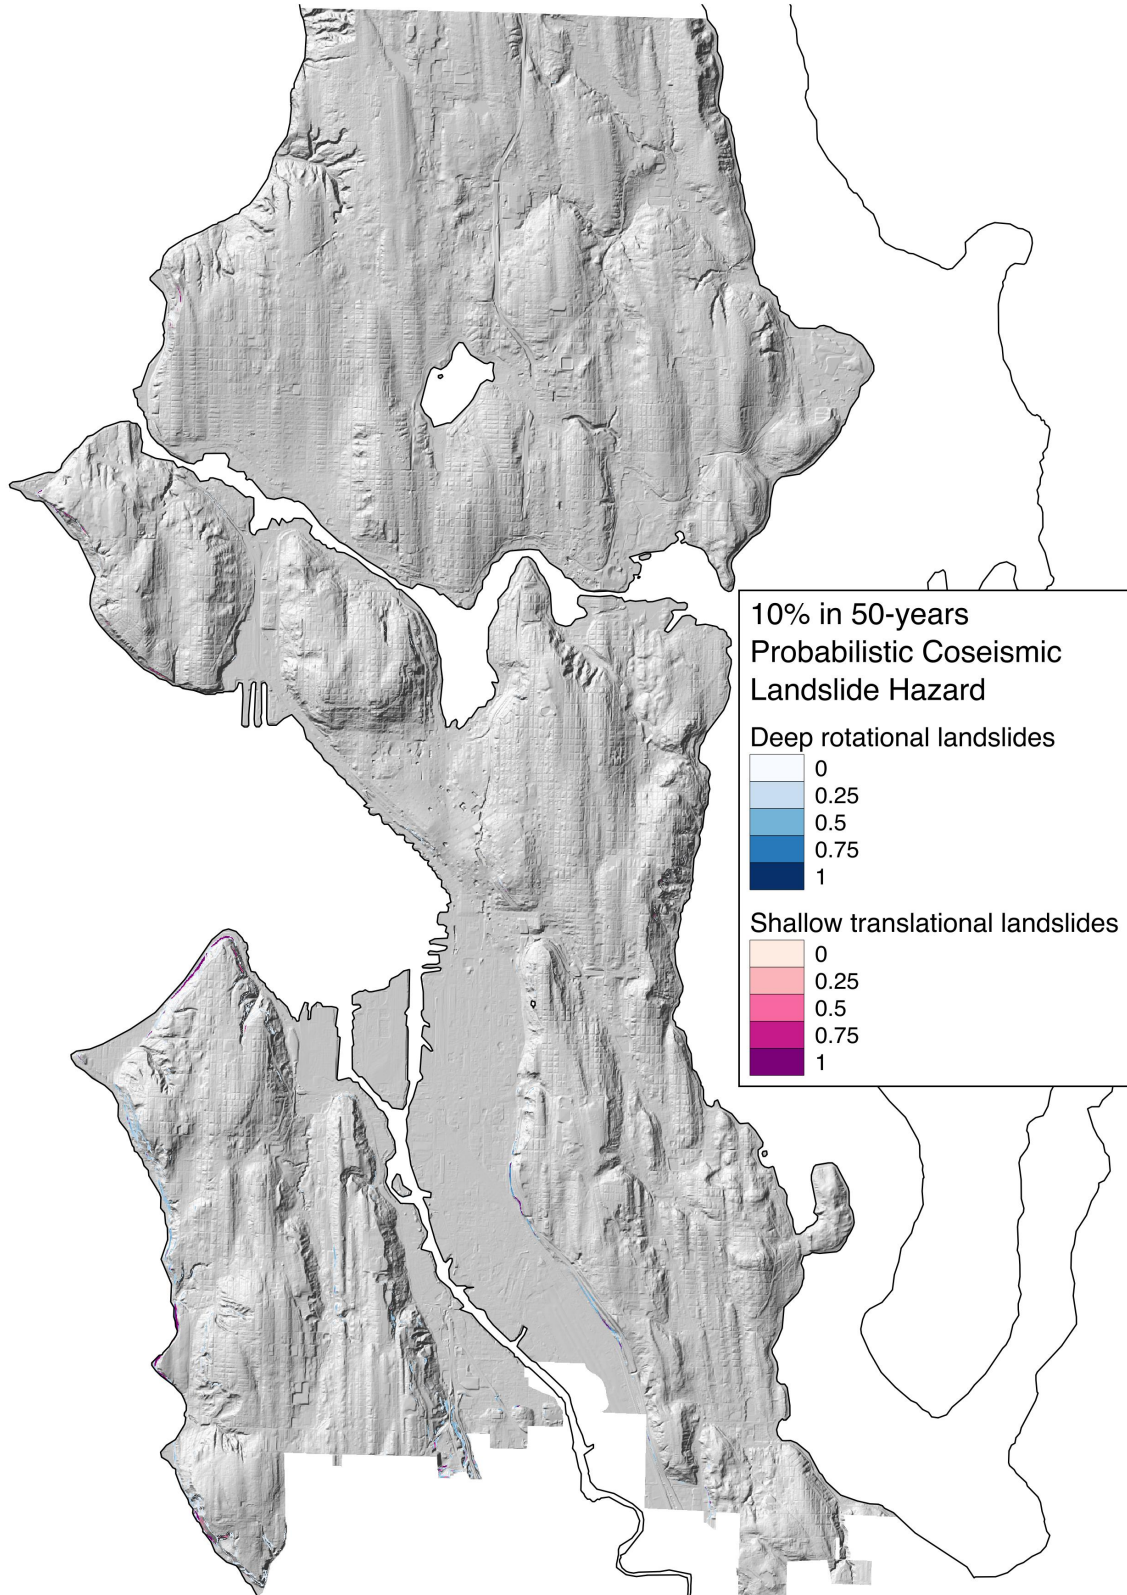 10% in 50-years
Probabilistic Coseismic
Landslide Hazard
Deep rotational landslides
0
0.25
0.5
0.75
1
Shallow translational landslides
0
0.25
0.5
0.75
1